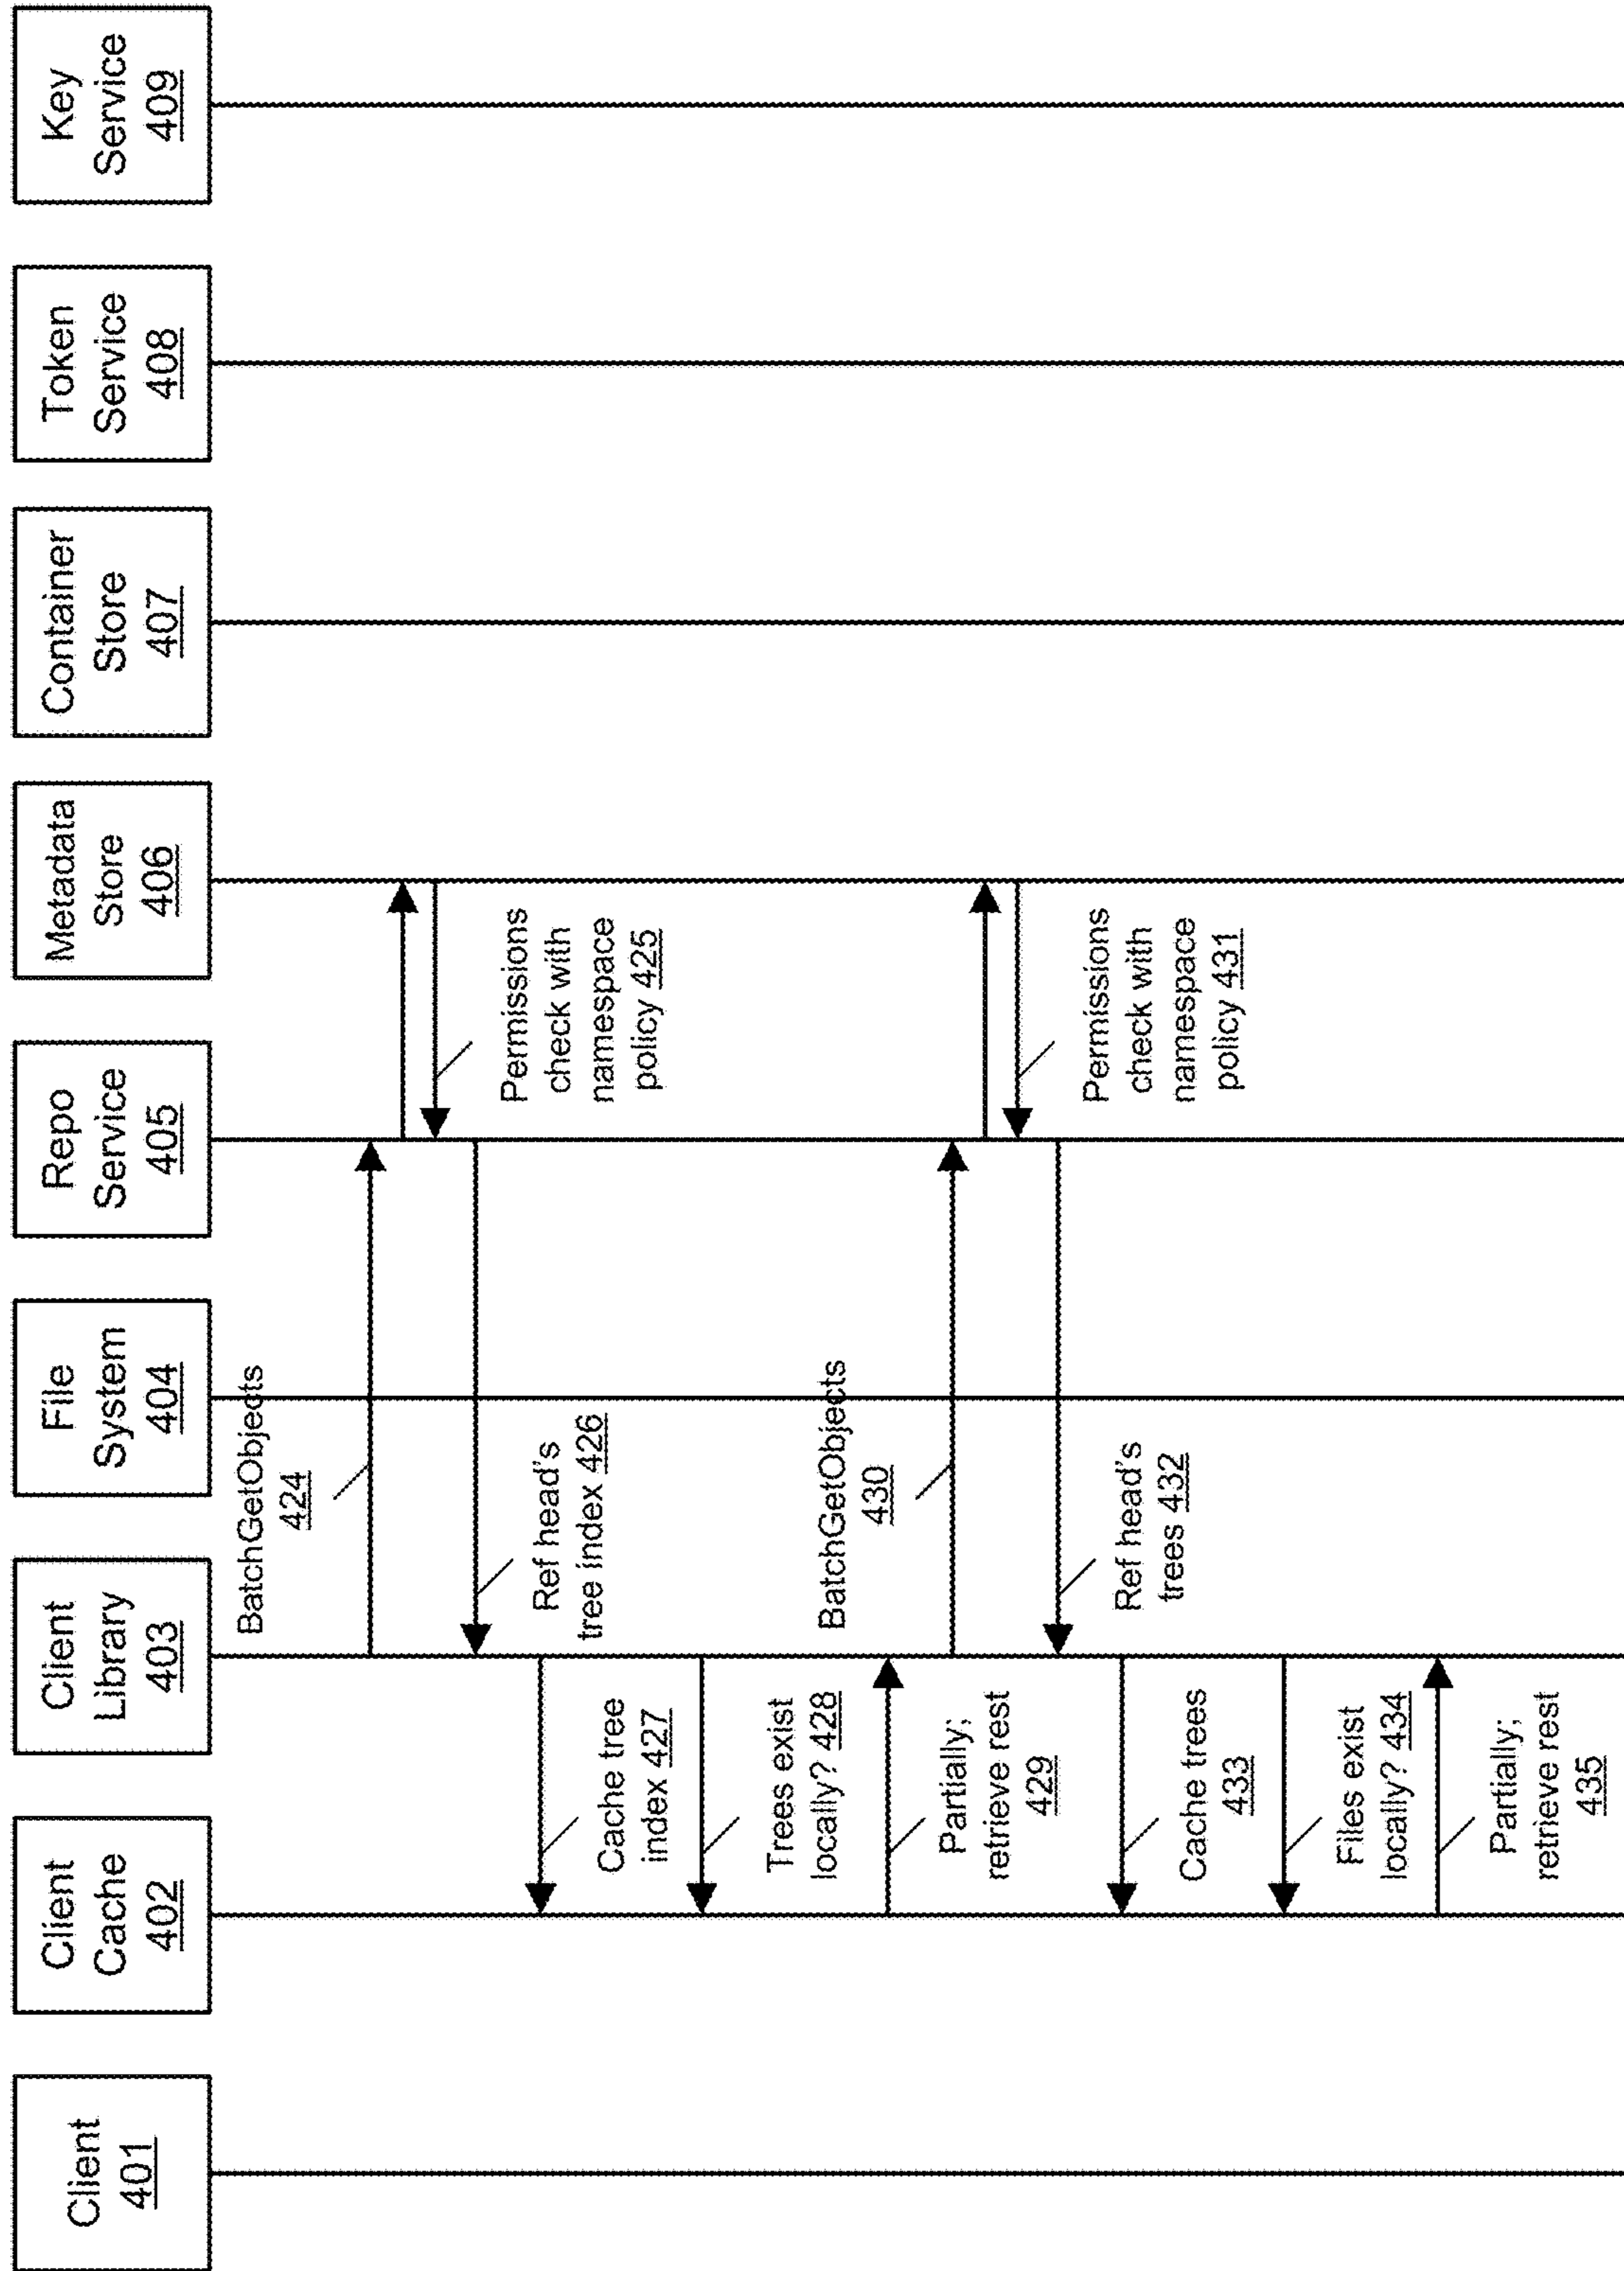 Client
401
Client
Cache
402
Client
Library
403
File
System
404
Repo
Service
405
Metadata
Store
406
Container
Store
407
Token
Service
408
Key
Service
409
BatchGetObjects
424
Permissions
check with
namespace
policy 425
Ref head's
tree index 426
Cache tree
index 427
Trees exist
locally? 428
Partially;
retrieve rest
429
BatchGetObjects
430
Permissions
check with
namespace
policy 431
Ref head's
trees 432
Cache trees
433
Files exist
locally? 434
Partially;
retrieve rest
435